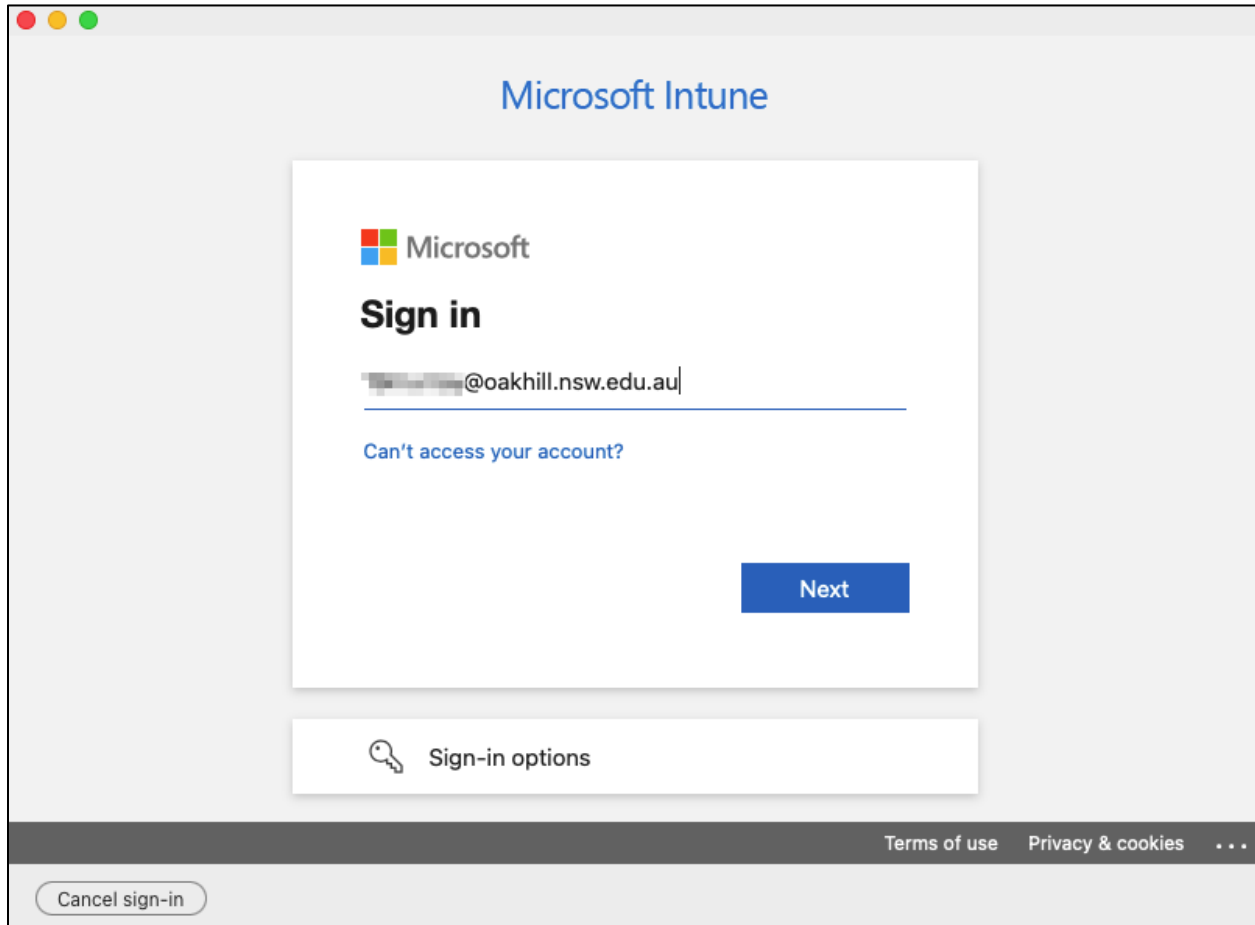 Microsoft Intune
Microsoft
Sign in
@oakhill.nsw.edu.au
Can't access your account?
Next
Sign-in options
Terms of use Privacy & cookies ...
Cancel sign-in